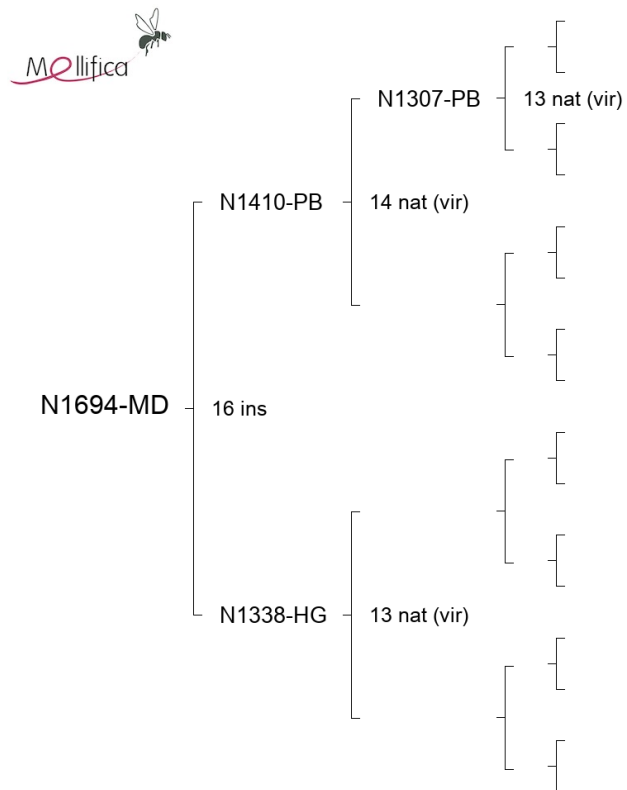 Mellifica
N1307-PB 13 nat (vir)
N1410-PB 14 nat (vir)
N1694-MD 16 ins
N1338-HG 13 nat (vir)